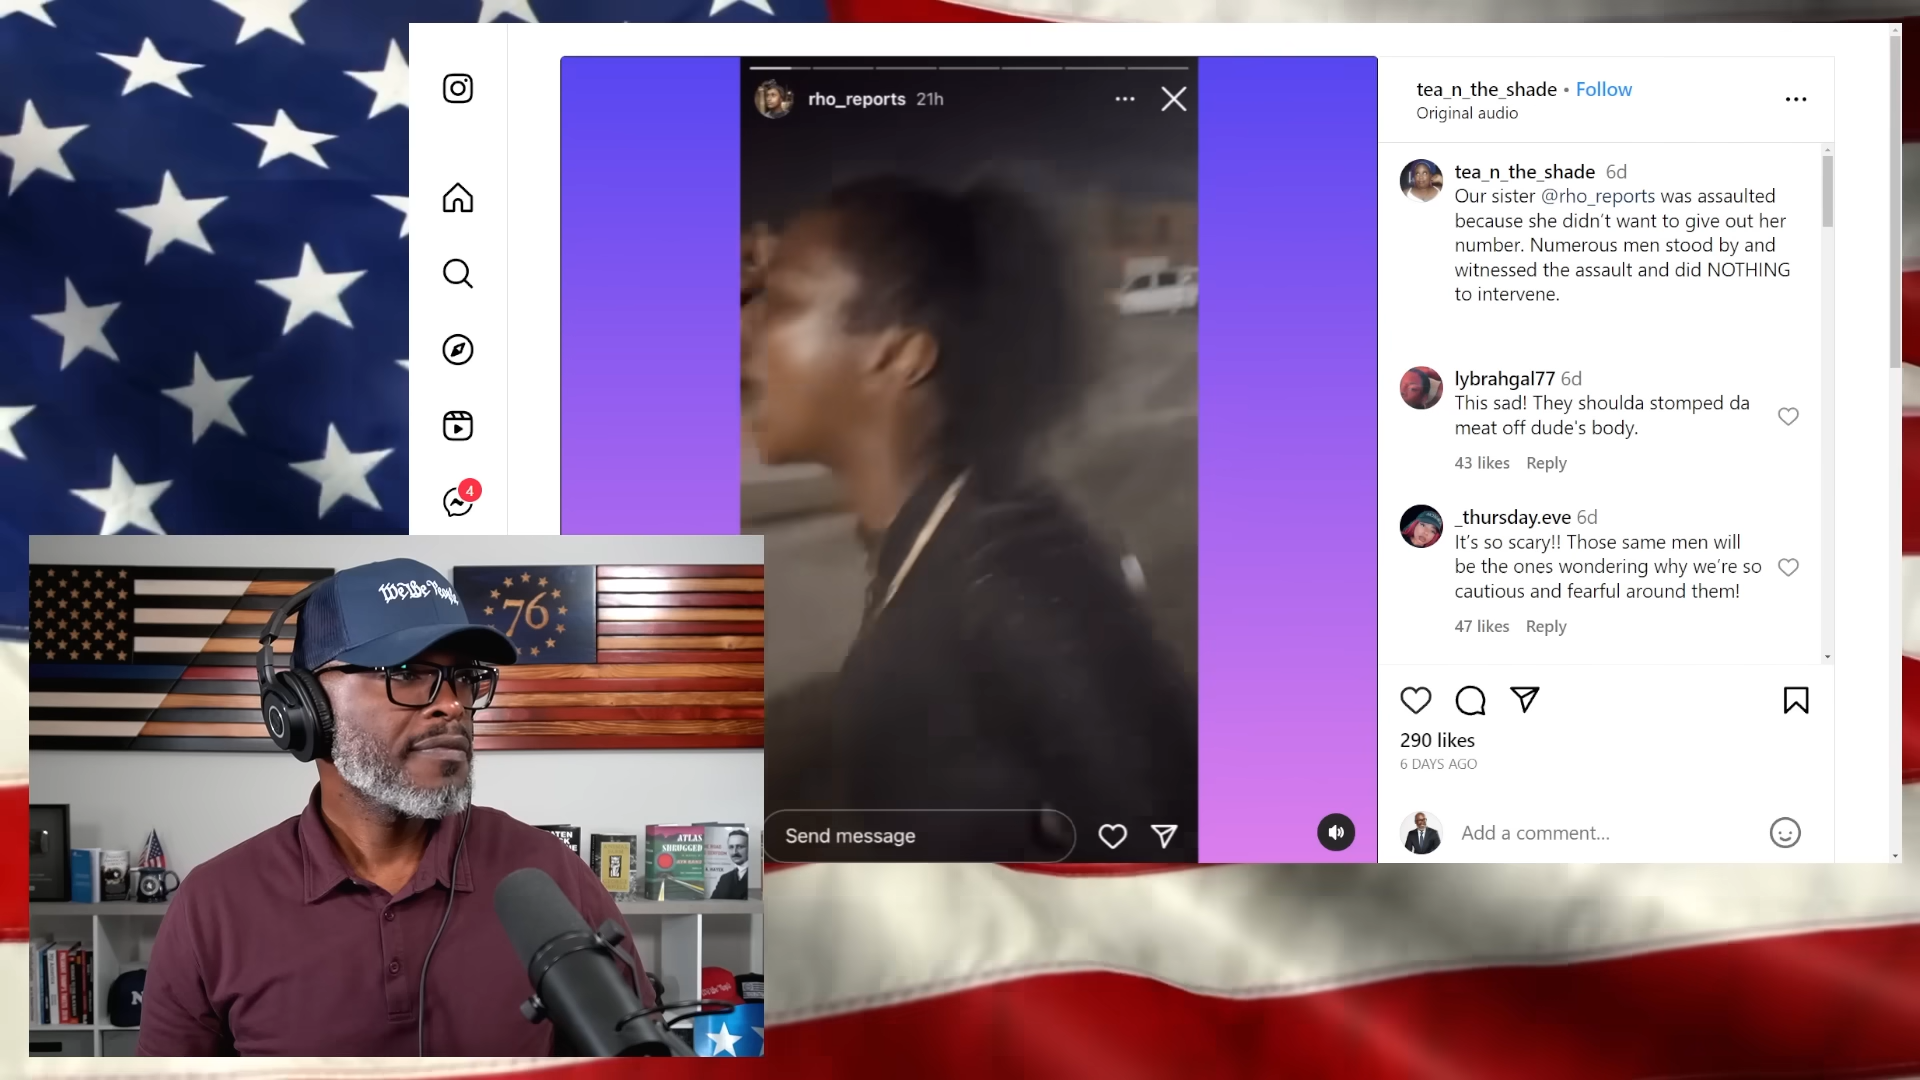 rho_reports 21h
Send message
tea_n_the_shade • Follow
Original audio
tea_n_the_shade 6d
Our sister @rho_reports was assaulted
because she didn't want to give out her
number. Numerous men stood by and
witnessed the assault and did NOTHING
to intervene.
lybrahgal77 6d
This sad! They shoulda stomped da
meat off dude's body.
43 likes Reply
_thursday.eve 6d
It's so scary!! Those same men will
be the ones wondering why we're so
cautious and fearful around them!
47 likes Reply
290 likes
6 DAYS AGO
Add a comment...
4
We The People
76
ATLAS
SHRUGGED